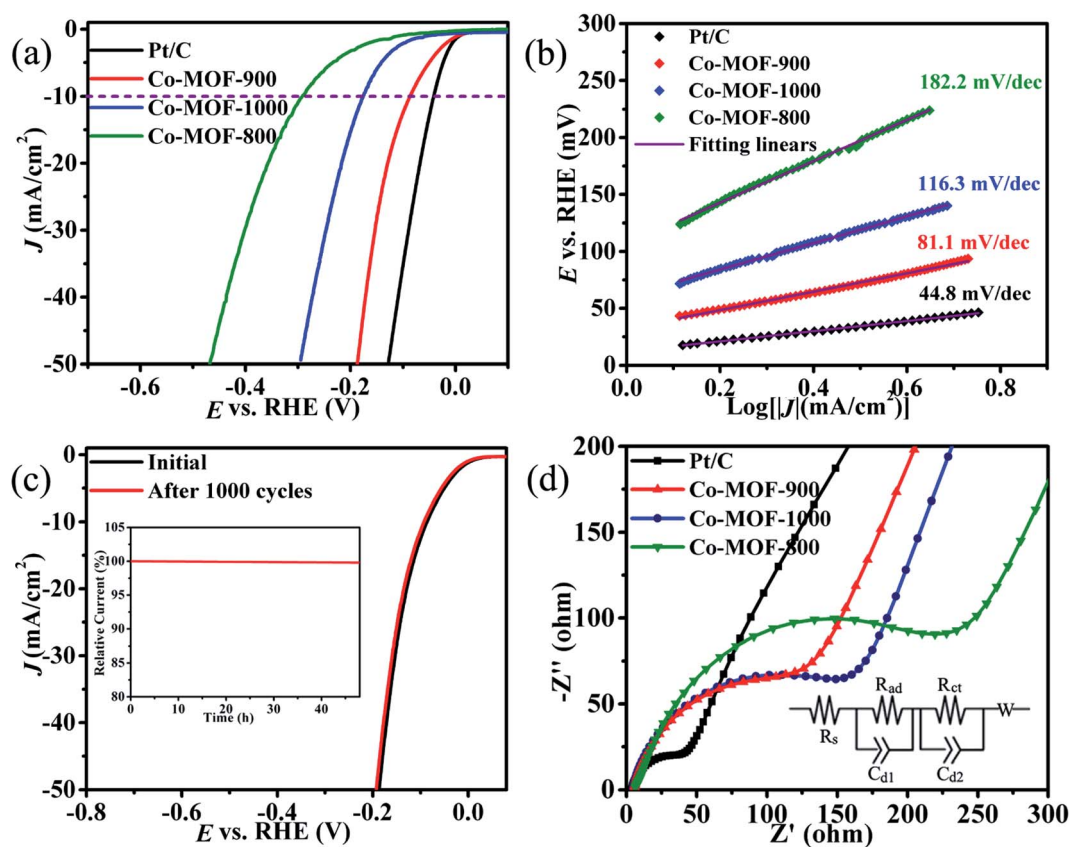 (a)
0
-10
-20
-30
-40
-50
J (mA/cm²)
Pt/C
Co-MOF-900
Co-MOF-1000
Co-MOF-800
-0.6
-0.4
-0.2
0.0
E vs. RHE (V)
(b)
300
250
200
150
100
50
0
E vs. RHE (mV)
Pt/C
Co-MOF-900
Co-MOF-1000
Co-MOF-800
Fitting linears
182.2 mV/dec
116.3 mV/dec
81.1 mV/dec
44.8 mV/dec
0.0
0.2
0.4
0.6
0.8
1.0
Log[|J|(mA/cm²)]
(c)
0
-10
-20
-30
-40
-50
J (mA/cm²)
Initial
After 1000 cycles
105
100
95
90
85
80
Relative Current (%)
0
10
20
30
40
Time (h)
-0.8
-0.6
-0.4
-0.2
0.0
E vs. RHE (V)
(d)
200
150
100
50
0
-Z'' (ohm)
Pt/C
Co-MOF-900
Co-MOF-1000
Co-MOF-800
Rs
Rad
Rct
W
Cd1
Cd2
0
50
100
150
200
250
300
Z' (ohm)